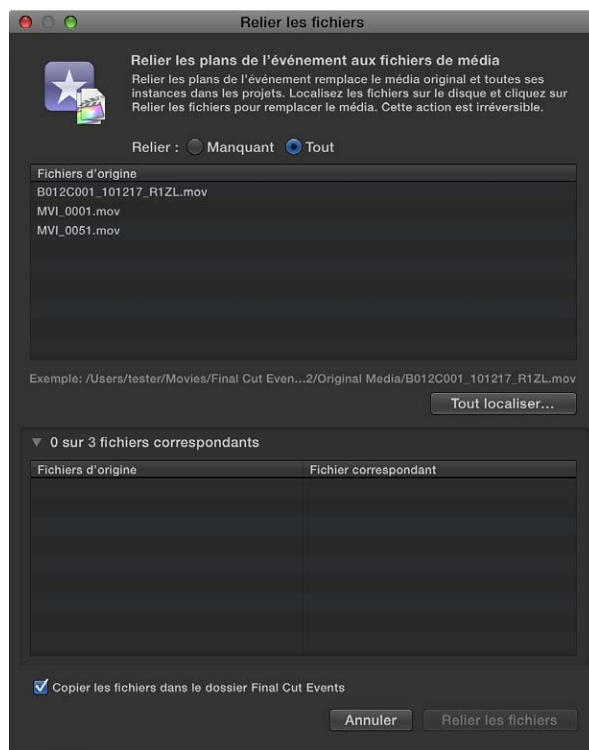 Relier les fichiers
Relier les plans de l'événement aux fichiers de média
Relier les plans de l'événement remplace le média original et toutes ses
instances dans les projets. Localisez les fichiers sur le disque et cliquez sur
Relier les fichiers pour remplacer le média. Cette action est irréversible.
Relier : Manquant Tout
Fichiers d'origine
B012C001_101217_R1ZL.mov
MVI_0001.mov
MVI_0051.mov
Exemple: /Users/tester/Movies/Final Cut Even...2/Original Media/B012C001_101217_R1ZL.mov
Tout localiser...
0 sur 3 fichiers correspondants
Fichiers d'origine Fichier correspondant
Copier les fichiers dans le dossier Final Cut Events
Annuler Relier les fichiers